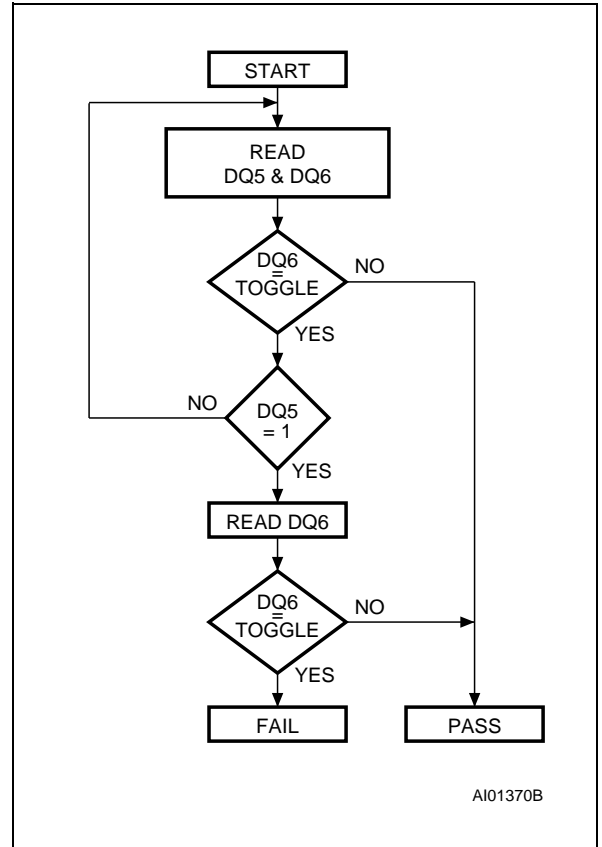 START
READ
DQ5 & DQ6
DQ6
=
TOGGLE
NO
YES
NO
DQ5
= 1
YES
READ DQ6
DQ6
=
TOGGLE
NO
YES
FAIL
PASS
AI01370B